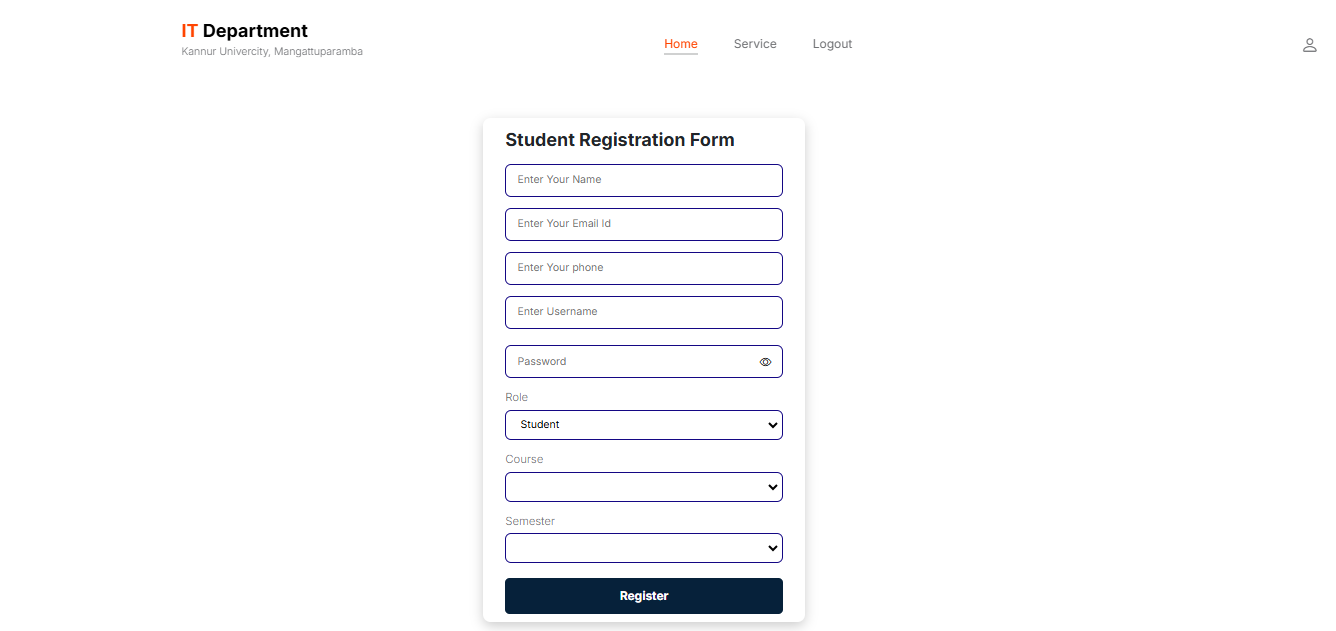 IT Department
Kannur Univercity, Mangattuparamba
Home Service Logout
Student Registration Form
Enter Your Name
Enter Your Email Id
Enter Your phone
Enter Username
Password
Role
Student
Course
Semester
Register